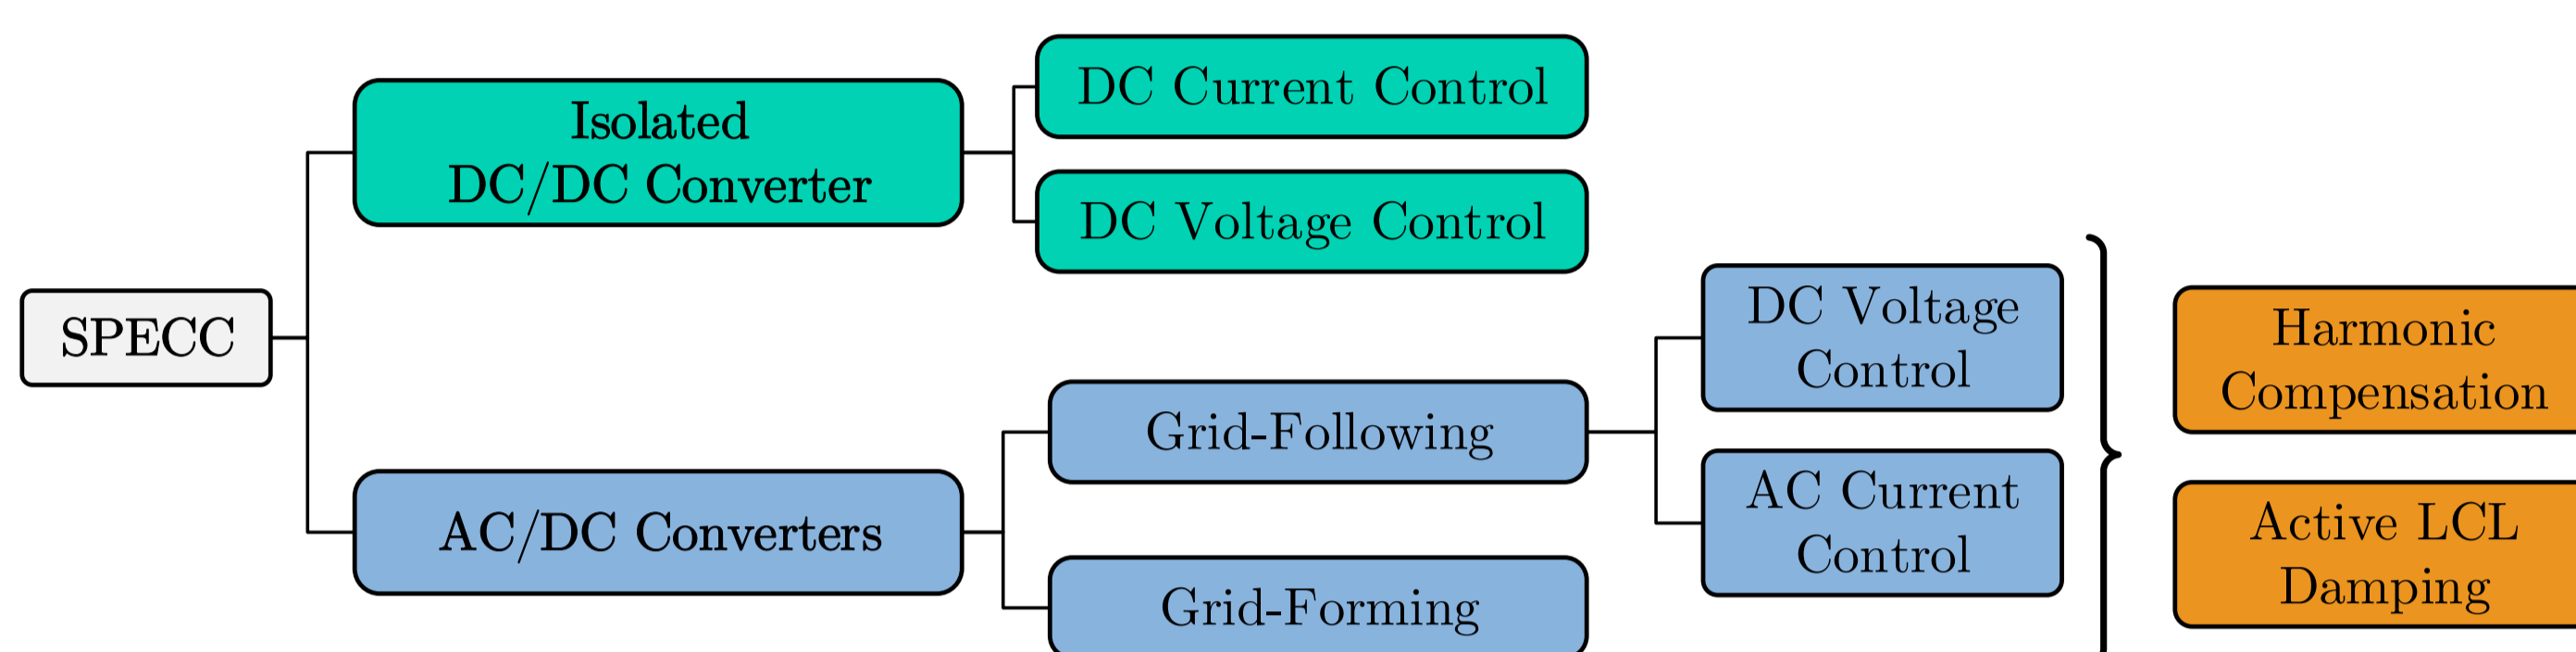 SPECC
Isolated
DC/DC Converter
DC Current Control
DC Voltage Control
AC/DC Converters
Grid-Following
Grid-Forming
DC Voltage
Control
AC Current
Control
Harmonic
Compensation
Active LCL
Damping